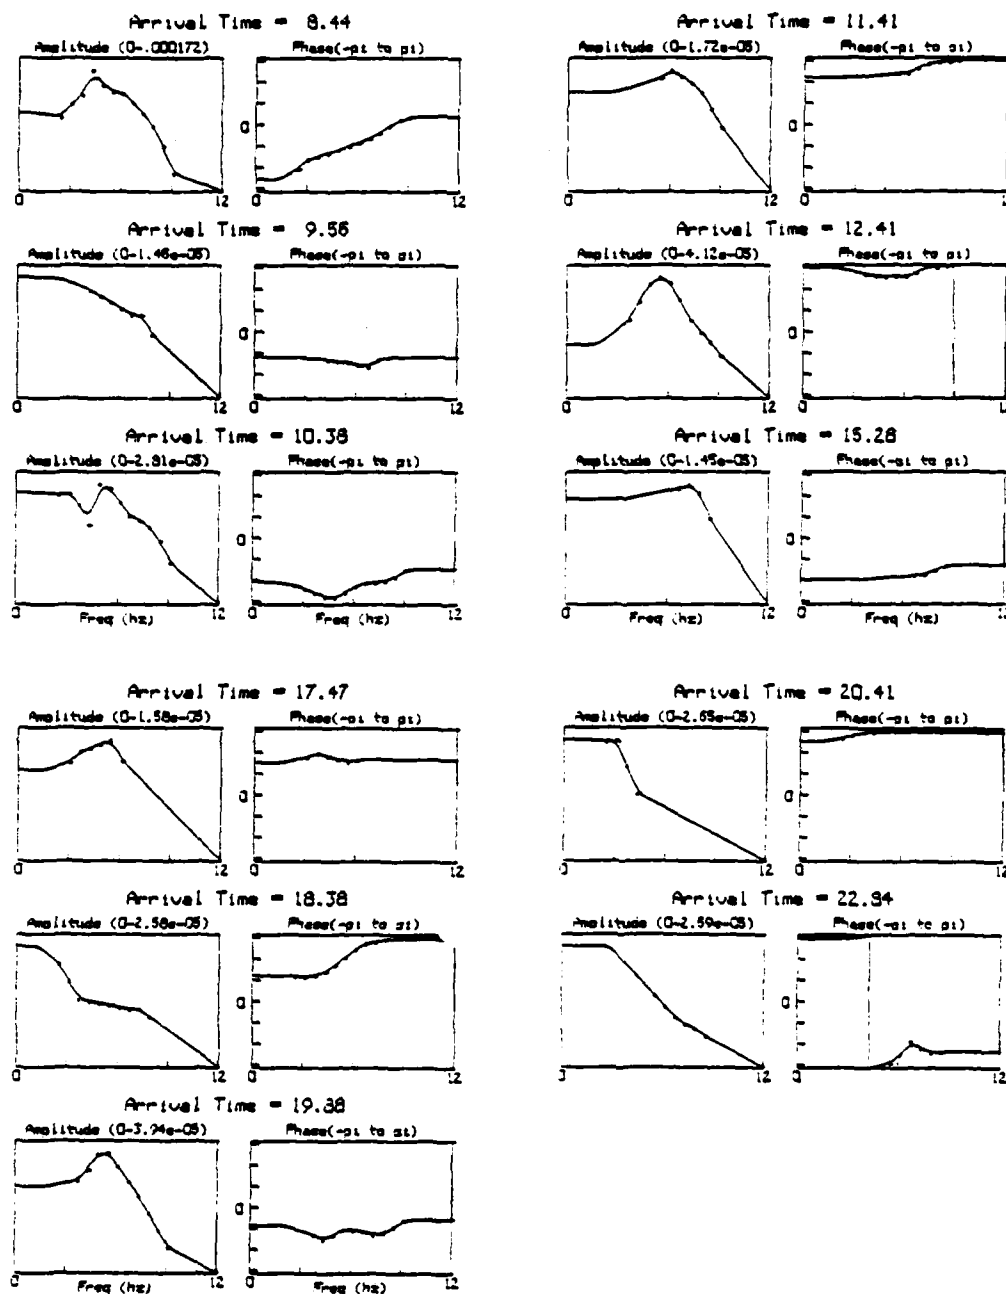 Arrival Time = 8.44
Amplitude (0-.000172) Phase(-pi to pi)
0
0 12 0 12
Arrival Time = 9.56
Amplitude (0-1.46e-05) Phase(-pi to pi)
0
0 12 0 12
Arrival Time = 10.38
Amplitude (0-2.81e-05) Phase(-pi to pi)
0
0 Freq (hz) 12 0 Freq (hz) 12
Arrival Time = 11.41
Amplitude (0-1.72e-05) Phase(-pi to pi)
0
0 12 0 12
Arrival Time = 12.41
Amplitude (0-4.12e-05) Phase(-pi to pi)
0
0 12 0 12
Arrival Time = 15.28
Amplitude (0-1.45e-05) Phase(-pi to pi)
0
0 Freq (hz) 12 0 Freq (hz) 12
Arrival Time = 17.47
Amplitude (0-1.58e-05) Phase(-pi to pi)
0
0 12 0 12
Arrival Time = 18.38
Amplitude (0-2.58e-05) Phase(-pi to pi)
0
0 12 0 12
Arrival Time = 19.38
Amplitude (0-3.94e-05) Phase(-pi to pi)
0
0 Freq (hz) 12 0 Freq (hz) 12
Arrival Time = 20.41
Amplitude (0-2.65e-05) Phase(-pi to pi)
0
0 12 0 12
Arrival Time = 22.84
Amplitude (0-2.59e-05) Phase(-pi to pi)
0
0 12 0 12